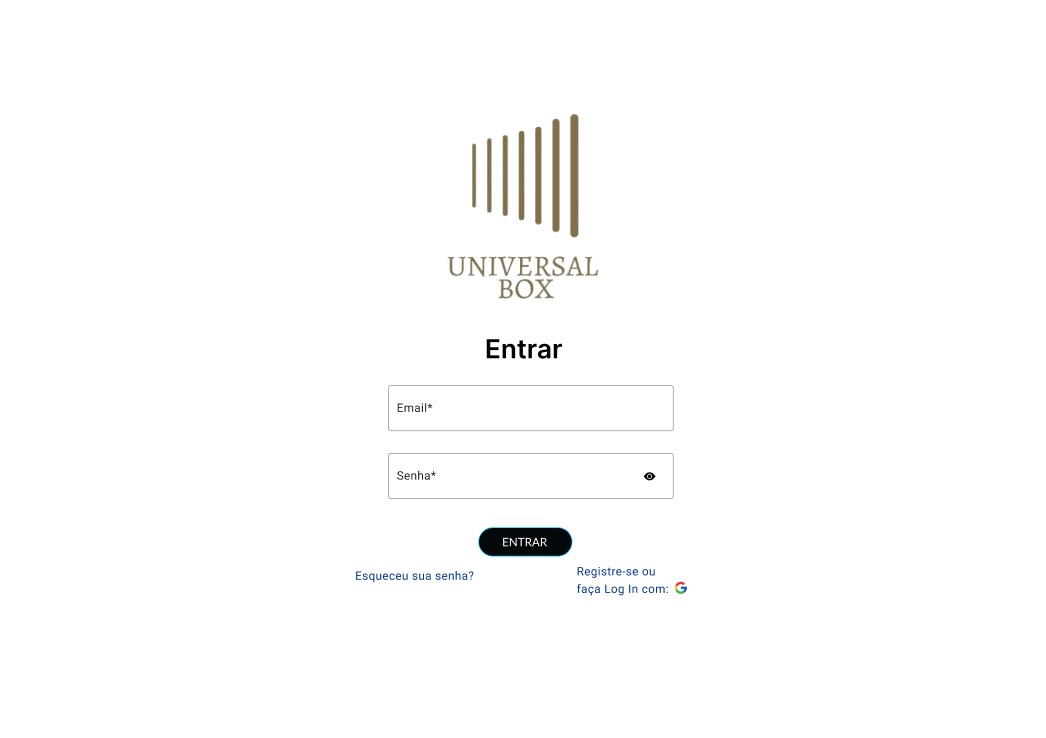 UNIVERSAL
BOX
Entrar
Email*
Senha*
ENTRAR
Esqueceu sua senha?
Registre-se ou
faça Log In com: